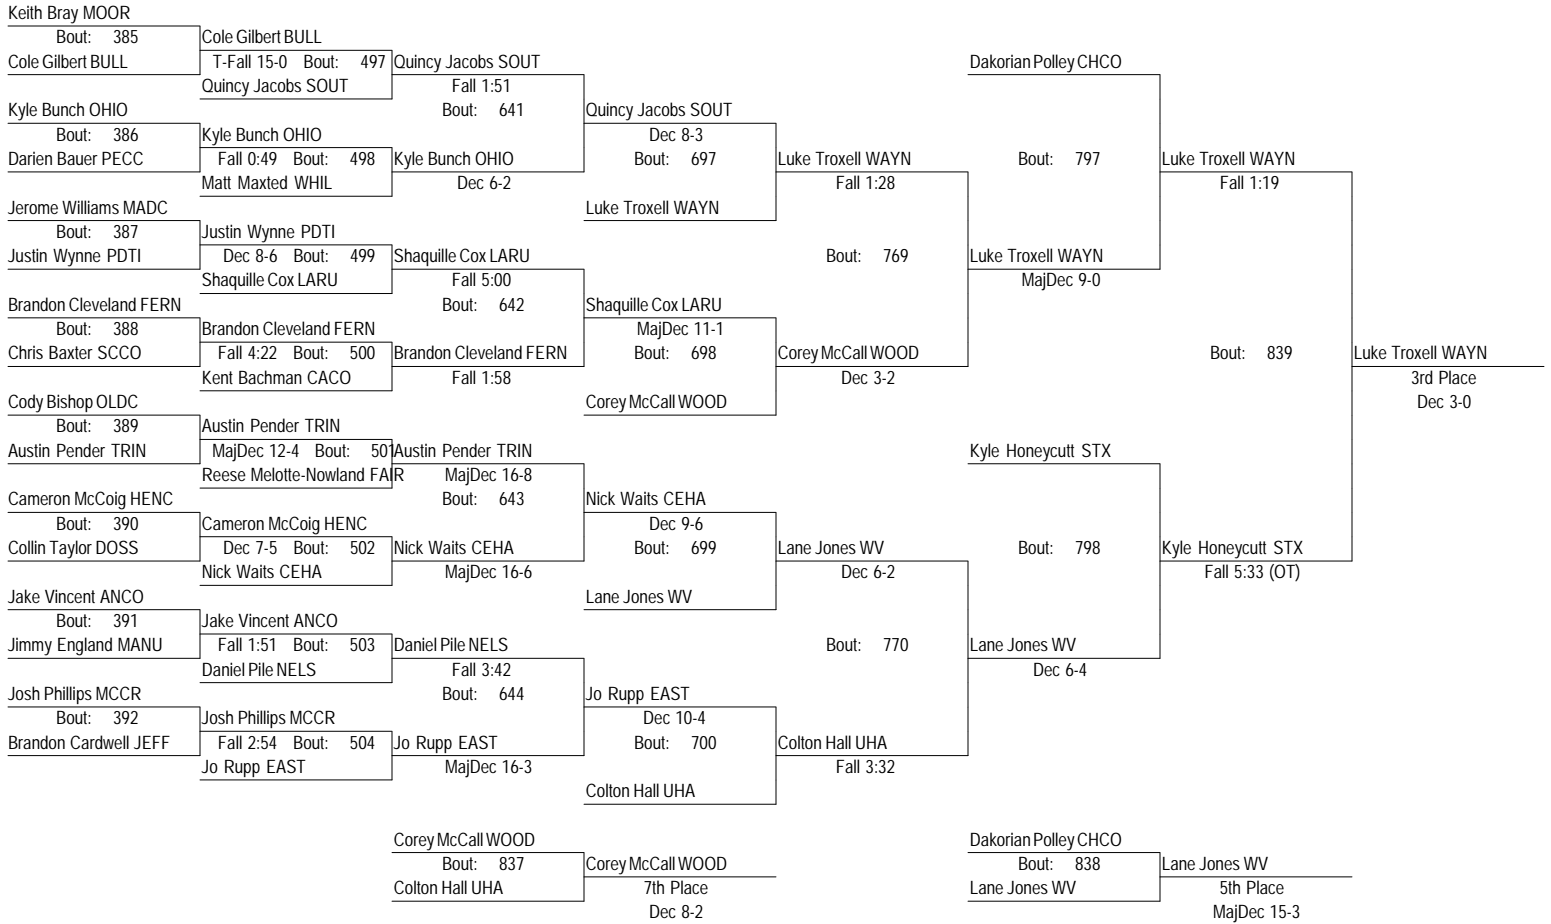 Keith Bray MOOR
Bout: 385 Cole Gilbert BULL
Cole Gilbert BULL T-Fall 15-0 Bout: 497 Quincy Jacobs SOUT Dakorian Polley CHCO
Quincy Jacobs SOUT Fall 1:51
Kyle Bunch OHIO Bout: 641 Quincy Jacobs SOUT
Bout: 386 Kyle Bunch OHIO Dec 8-3
Darien Bauer PECC Fall 0:49 Bout: 498 Kyle Bunch OHIO Bout: 697 Luke Troxell WAYN Bout: 797 Luke Troxell WAYN
Matt Maxted WHIL Dec 6-2 Fall 1:28 Fall 1:19
Jerome Williams MADC Luke Troxell WAYN
Bout: 387 Justin Wynne PDTI
Justin Wynne PDTI Dec 8-6 Bout: 499 Shaquille Cox LARU Bout: 769 Luke Troxell WAYN
Shaquille Cox LARU Fall 5:00 MajDec 9-0
Brandon Cleveland FERN Bout: 642 Shaquille Cox LARU
Bout: 388 Brandon Cleveland FERN MajDec 11-1
Chris Baxter SCCO Fall 4:22 Bout: 500 Brandon Cleveland FERN Bout: 698 Corey McCall WOOD Bout: 839 Luke Troxell WAYN
Kent Bachman CACO Fall 1:58 Dec 3-2 3rd Place
Cody Bishop OLDC Corey McCall WOOD Dec 3-0
Bout: 389 Austin Pender TRIN
Austin Pender TRIN MajDec 12-4 Bout: 501 Austin Pender TRIN Kyle Honeycutt STX
Reese Melotte-Nowland FAIR MajDec 16-8
Cameron McCoig HENC Bout: 643 Nick Waits CEHA
Bout: 390 Cameron McCoig HENC Dec 9-6
Collin Taylor DOSS Dec 7-5 Bout: 502 Nick Waits CEHA Bout: 699 Lane Jones WV Bout: 798 Kyle Honeycutt STX
Nick Waits CEHA MajDec 16-6 Dec 6-2 Fall 5:33 (OT)
Jake Vincent ANCO Lane Jones WV
Bout: 391 Jake Vincent ANCO
Jimmy England MANU Fall 1:51 Bout: 503 Daniel Pile NELS Bout: 770 Lane Jones WV
Daniel Pile NELS Fall 3:42 Dec 6-4
Josh Phillips MCCR Bout: 644 Jo Rupp EAST
Bout: 392 Josh Phillips MCCR Dec 10-4
Brandon Cardwell JEFF Fall 2:54 Bout: 504 Jo Rupp EAST Bout: 700 Colton Hall UHA
Jo Rupp EAST MajDec 16-3 Fall 3:32
Colton Hall UHA
Corey McCall WOOD Dakorian Polley CHCO
Bout: 837 Corey McCall WOOD Bout: 838 Lane Jones WV
Colton Hall UHA 7th Place Lane Jones WV 5th Place
Dec 8-2 MajDec 15-3